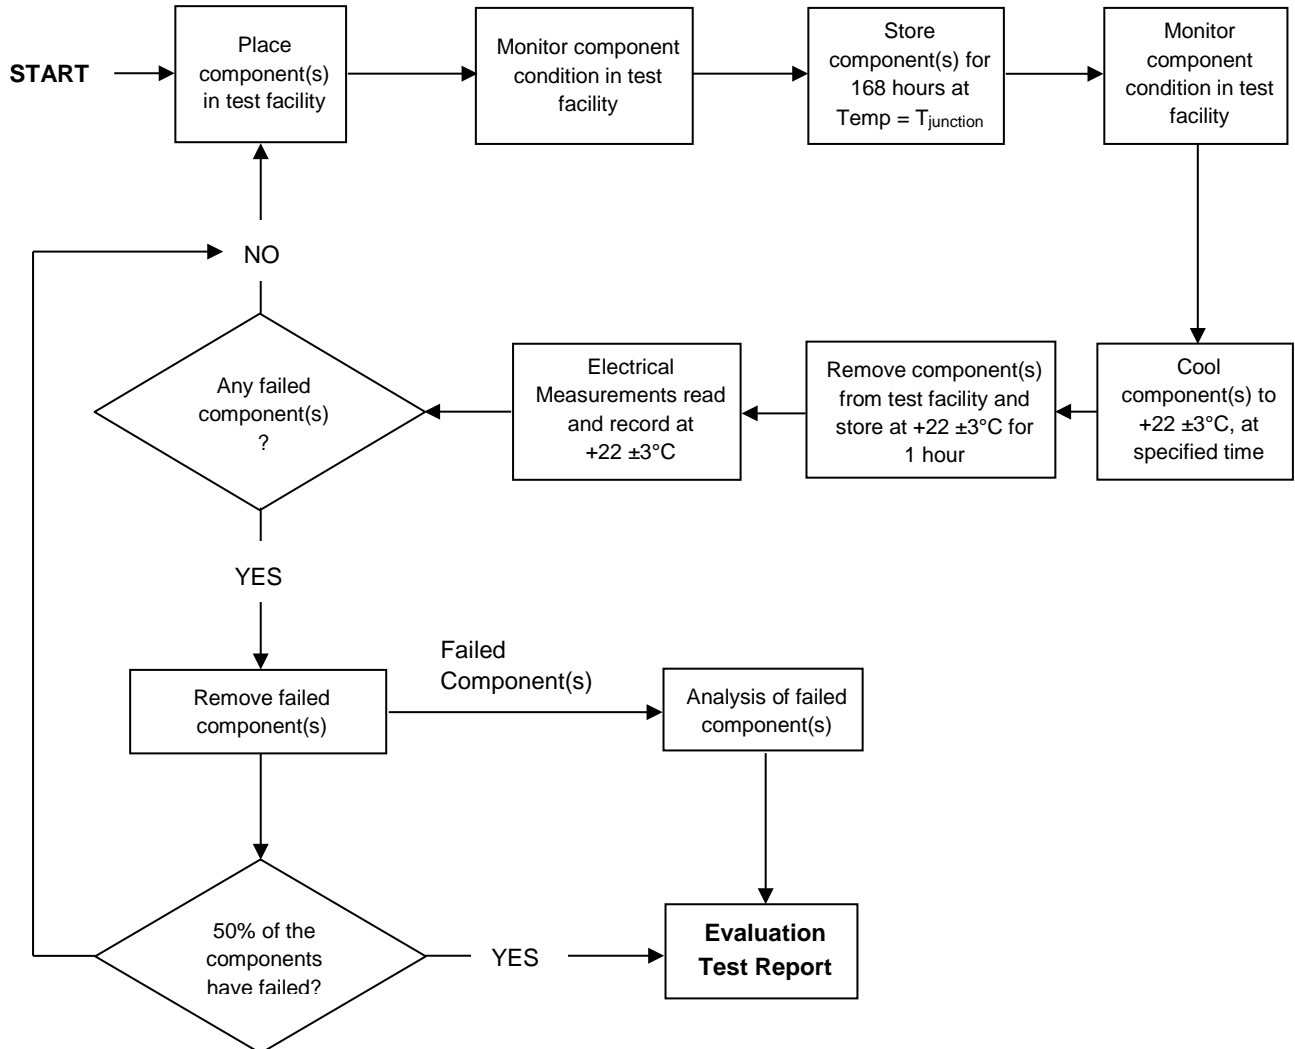 START
Place
component(s)
in test facility
Monitor component
condition in test
facility
Store
component(s) for
168 hours at
Temp = Tjunction
Monitor
component
condition in test
facility
NO
Any failed
component(s)
?
Electrical
Measurements read
and record at
+22 ±3°C
Remove component(s)
from test facility and
store at +22 ±3°C for
1 hour
Cool
component(s) to
+22 ±3°C, at
specified time
YES
Remove failed
component(s)
Failed
Component(s)
Analysis of failed
component(s)
50% of the
components
have failed?
YES
Evaluation
Test Report